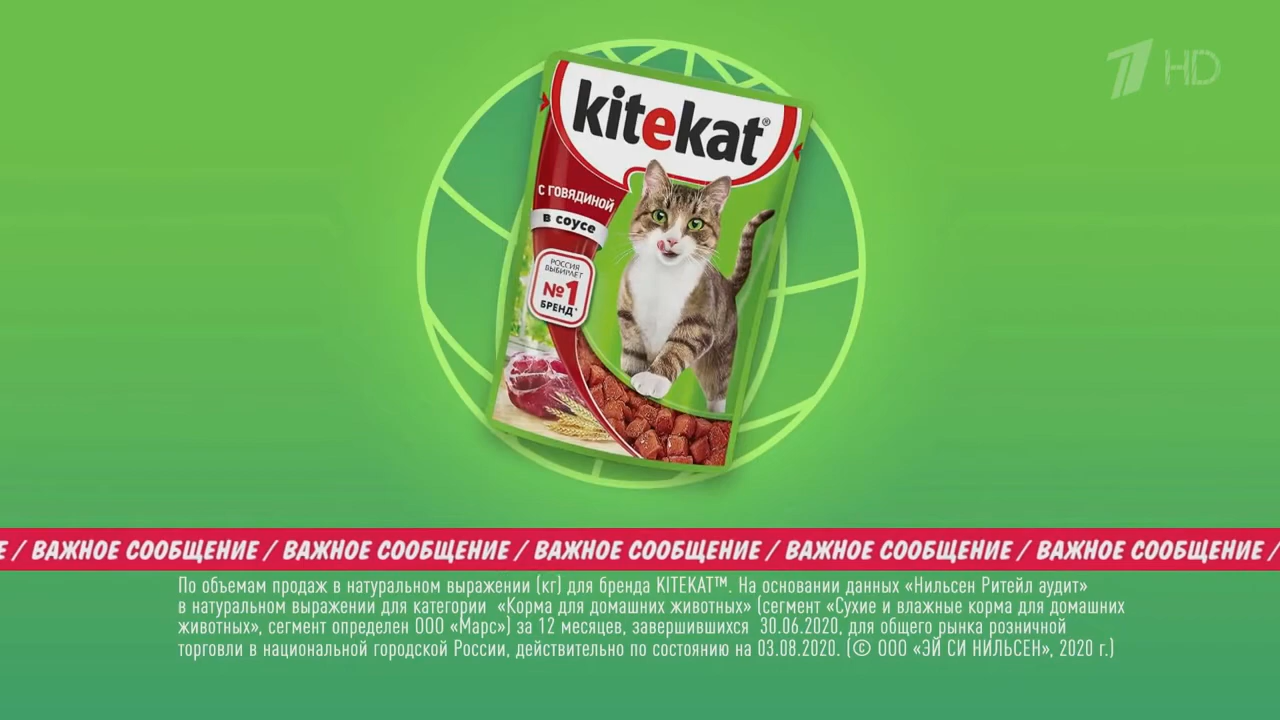 1 HD
kitekat®
С ГОВЯДИНОЙ
в соусе
РОССИЯ
ВЫБИРАЕТ
№1
БРЕНД*
Е / ВАЖНОЕ СООБЩЕНИЕ / ВАЖНОЕ СООБЩЕНИЕ / ВАЖНОЕ СООБЩЕНИЕ / ВАЖНОЕ СООБЩЕНИЕ / ВАЖНОЕ СООБЩЕНИЕ /
По объемам продаж в натуральном выражении (кг) для бренда KITEKAT™. На основании данных «Нильсен Ритейл аудит»
в натуральном выражении для категории «Корма для домашних животных» (сегмент «Сухие и влажные корма для домашних
животных», сегмент определен ООО «Марс») за 12 месяцев, завершившихся 30.06.2020, для общего рынка розничной
торговли в национальной городской России, действительно по состоянию на 03.08.2020. (© ООО «ЭЙ СИ НИЛЬСЕН», 2020 г.)